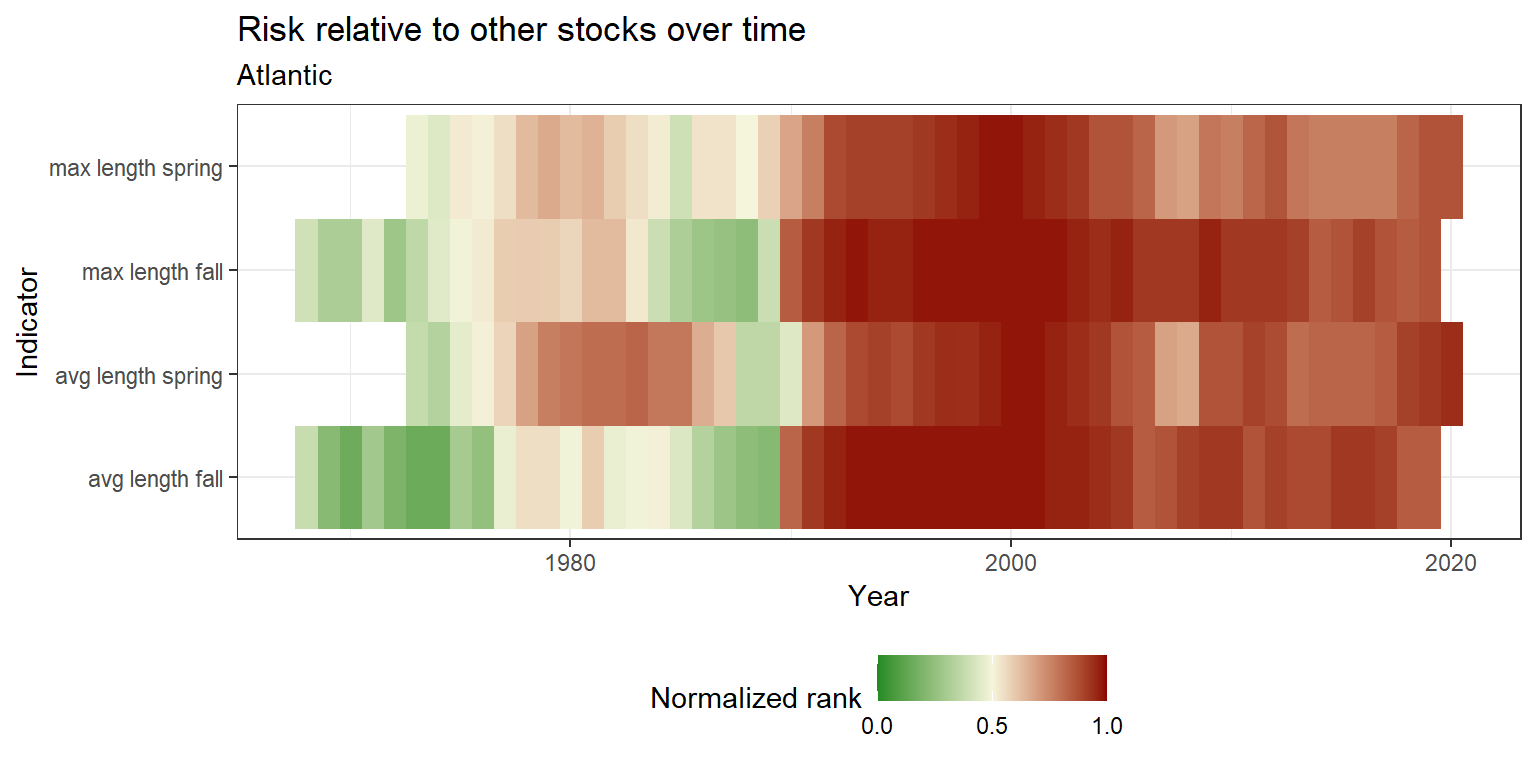 Risk relative to other stocks over time
Atlantic
Indicator
max length spring
max length fall
avg length spring
avg length fall
1980 2000 2020
Year
Normalized rank
0.0 0.5 1.0